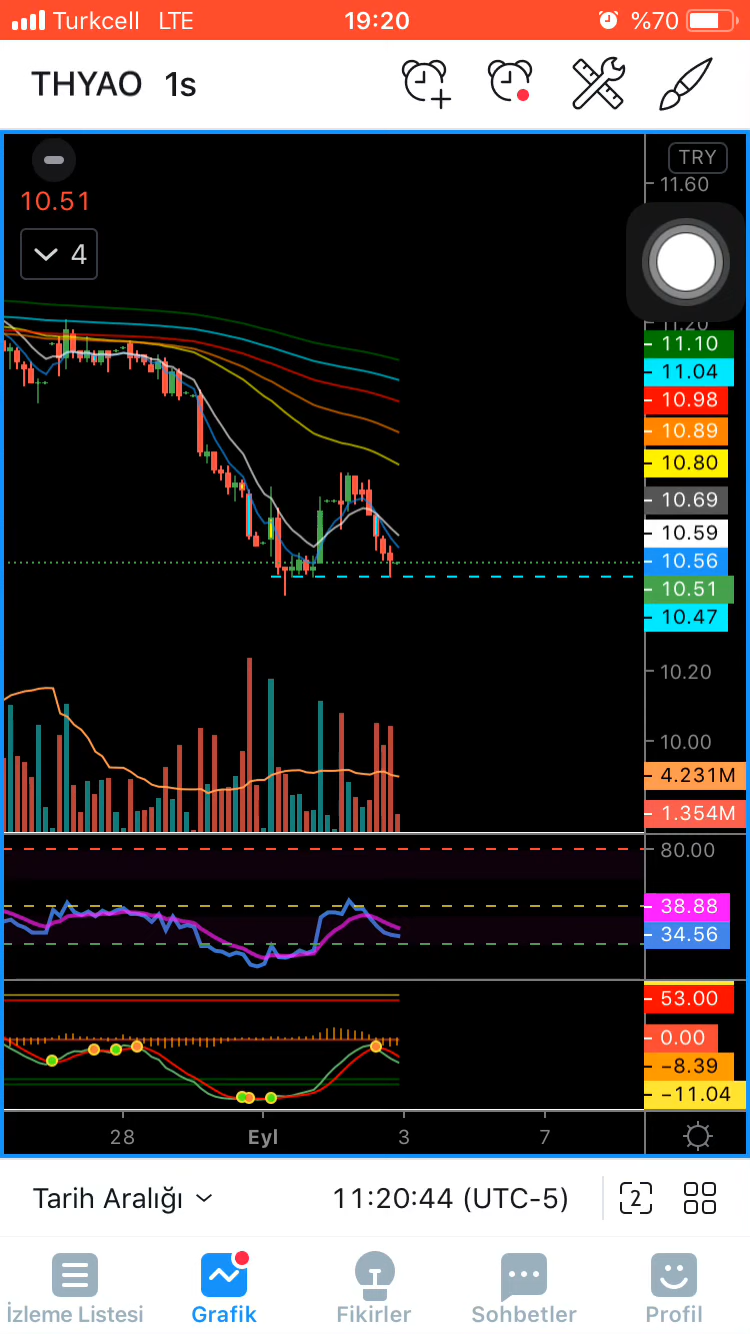 Turkcell LTE 19:20 %70
THYAO 1s
10.51
4
TRY
11.60
11.20
11.10
11.04
10.98
10.89
10.80
10.69
10.59
10.56
10.51
10.47
10.20
10.00
4.231M
1.354M
80.00
38.88
34.56
53.00
0.00
−8.39
−11.04
28 Eyl 3 7
Tarih Aralığı 11:20:44 (UTC-5) 2
İzleme Listesi Grafik Fikirler Sohbetler Profil